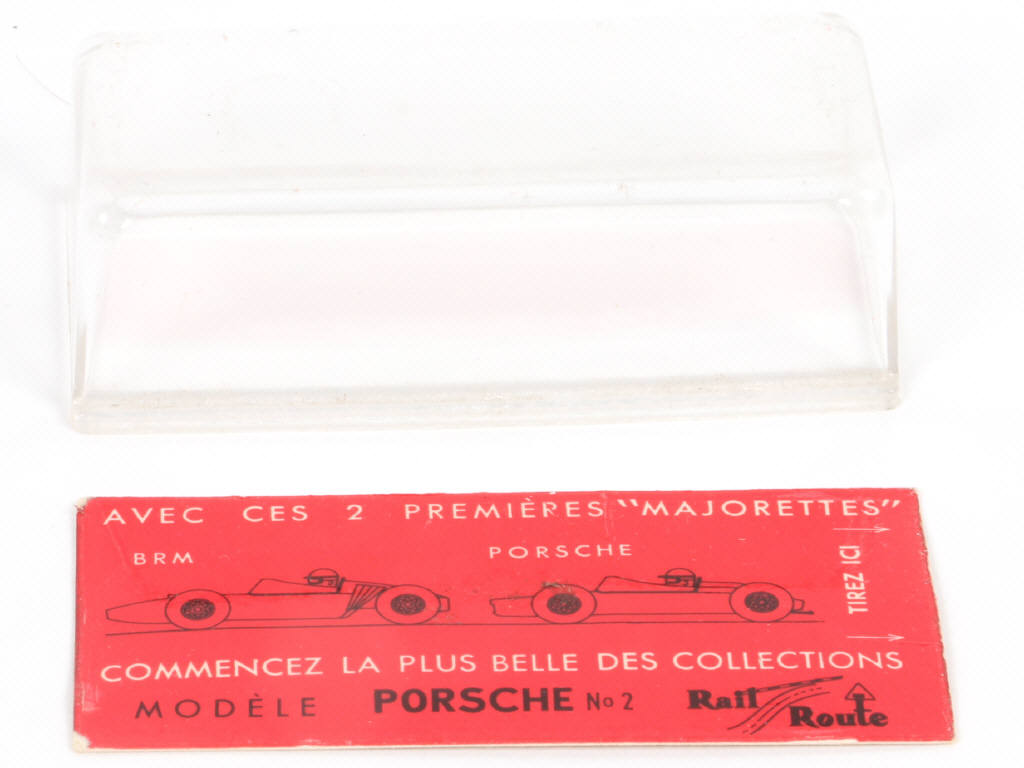 AVEC CES 2 PREMIÈRES "MAJORETTES"
BRM PORSCHE
TIREZ ICI
COMMENCEZ LA PLUS BELLE DES COLLECTIONS
MODÈLE PORSCHE No 2 Rail Route